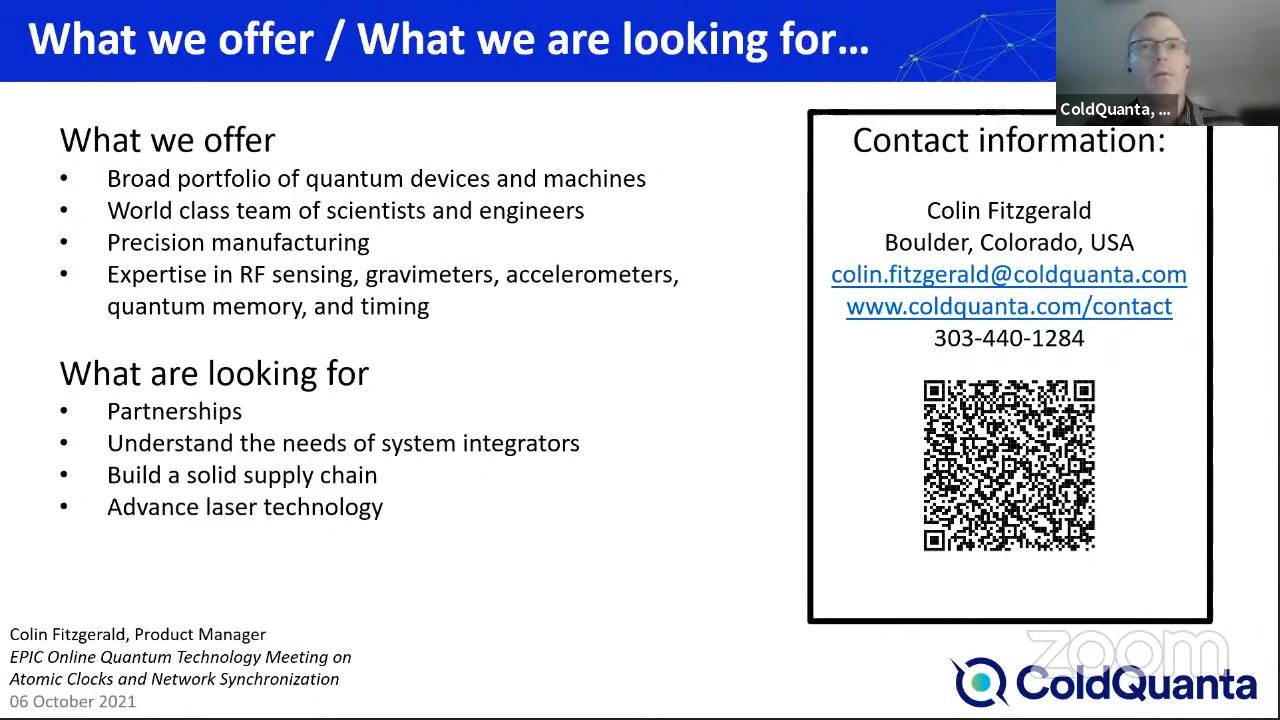 What we offer / What we are looking for…
ColdQuanta, ...
What we offer
• Broad portfolio of quantum devices and machines
• World class team of scientists and engineers
• Precision manufacturing
• Expertise in RF sensing, gravimeters, accelerometers,
quantum memory, and timing
What are looking for
• Partnerships
• Understand the needs of system integrators
• Build a solid supply chain
• Advance laser technology
Contact information:
Colin Fitzgerald
Boulder, Colorado, USA
colin.fitzgerald@coldquanta.com
www.coldquanta.com/contact
303-440-1284
Colin Fitzgerald, Product Manager
EPIC Online Quantum Technology Meeting on
Atomic Clocks and Network Synchronization
06 October 2021
zoom
ColdQuanta